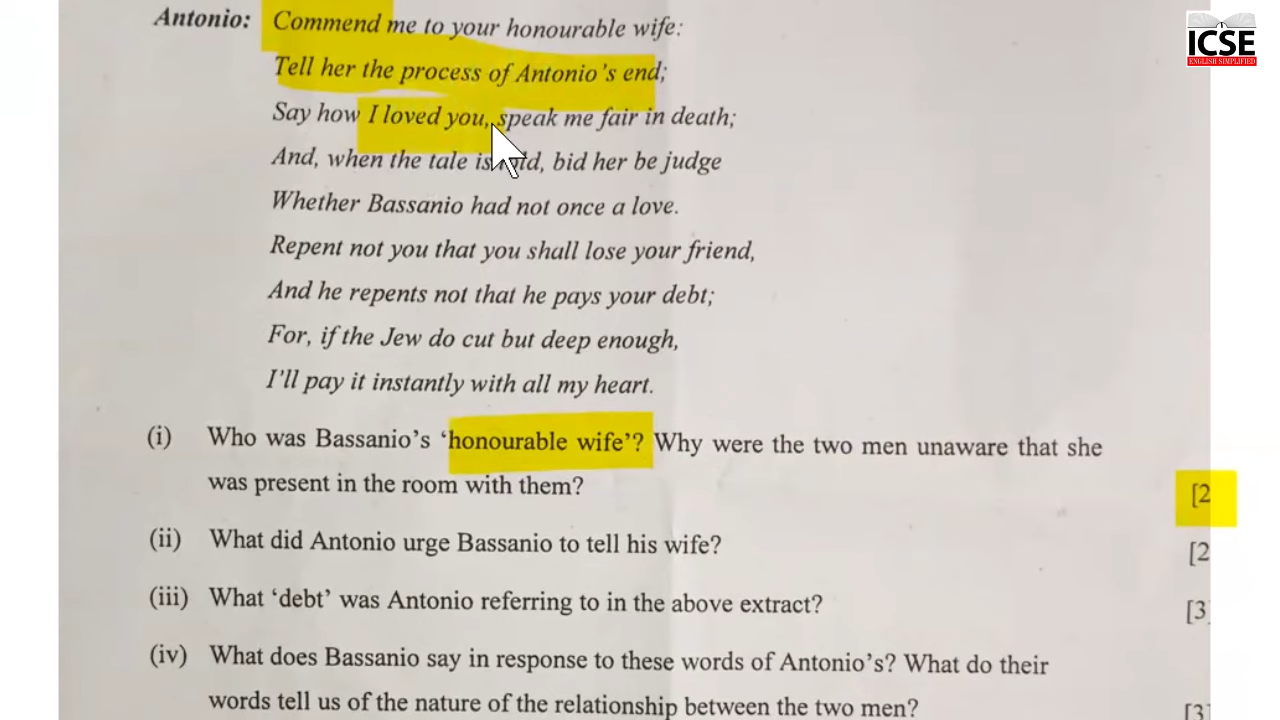 ICSE
ENGLISH SIMPLIFIED
Antonio: Commend me to your honourable wife:
Tell her the process of Antonio's end;
Say how I loved you, speak me fair in death;
And, when the tale is bid her be judge
Whether Bassanio had not once a love.
Repent not you that you shall lose your friend,
And he repents not that he pays your debt;
For, if the Jew do cut but deep enough,
I'll pay it instantly with all my heart.
(i) Who was Bassanio's 'honourable wife'? Why were the two men unaware that she
was present in the room with them? [2
(ii) What did Antonio urge Bassanio to tell his wife? [2
(iii) What 'debt' was Antonio referring to in the above extract? [3
(iv) What does Bassanio say in response to these words of Antonio's? What do their
words tell us of the nature of the relationship between the two men? [3]